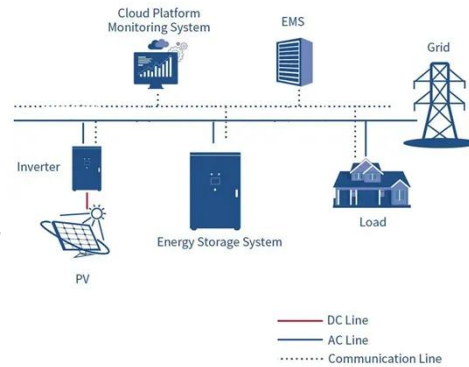 Cloud Platform
Monitoring System
EMS
Grid
Inverter
Energy Storage System
Load
PV
DC Line
AC Line
Communication Line